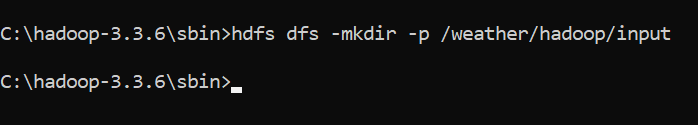 C:\hadoop-3.3.6\sbin>hdfs dfs -mkdir -p /weather/hadoop/input
C:\hadoop-3.3.6\sbin>